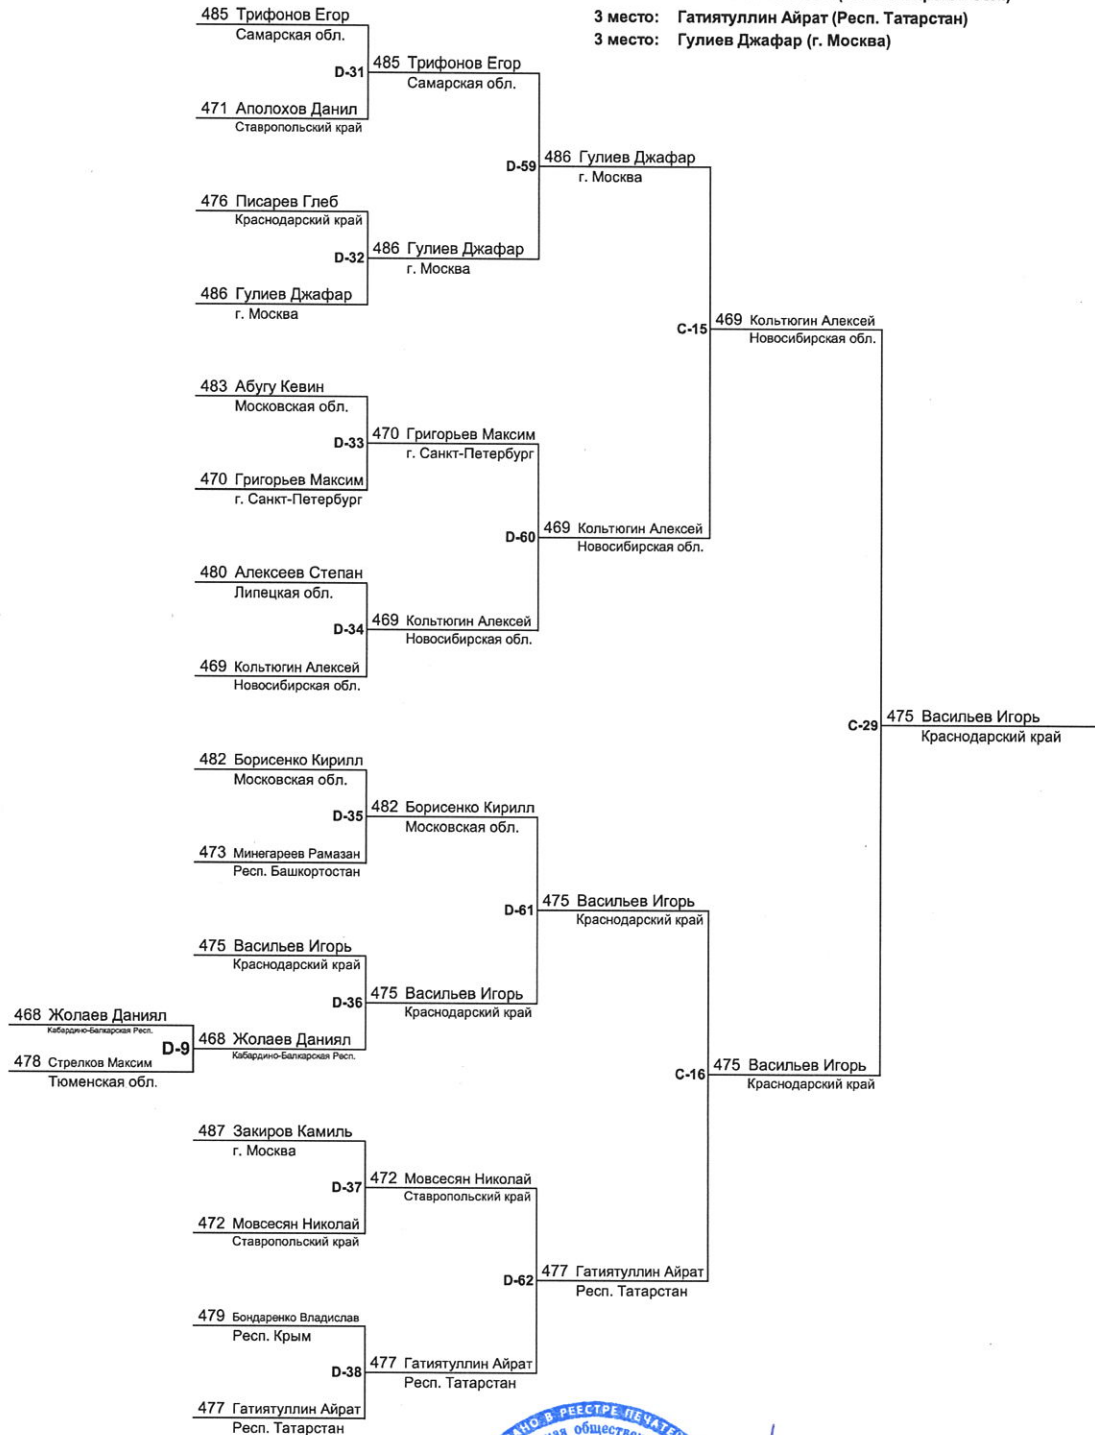 3 место: Гатиятуллин Айрат (Респ. Татарстан)
3 место: Гулиев Джафар (г. Москва)
485 Трифонов Егор
Самарская обл.
D-31
485 Трифонов Егор
Самарская обл.
471 Аполохов Данил
Ставропольский край
D-59
486 Гулиев Джафар
г. Москва
476 Писарев Глеб
Краснодарский край
D-32
486 Гулиев Джафар
г. Москва
486 Гулиев Джафар
г. Москва
C-15
469 Кольтюгин Алексей
Новосибирская обл.
483 Абугу Кевин
Московская обл.
D-33
470 Григорьев Максим
г. Санкт-Петербург
470 Григорьев Максим
г. Санкт-Петербург
D-60
469 Кольтюгин Алексей
Новосибирская обл.
480 Алексеев Степан
Липецкая обл.
D-34
469 Кольтюгин Алексей
Новосибирская обл.
469 Кольтюгин Алексей
Новосибирская обл.
C-29
475 Васильев Игорь
Краснодарский край
482 Борисенко Кирилл
Московская обл.
D-35
482 Борисенко Кирилл
Московская обл.
473 Минегареев Рамазан
Респ. Башкортостан
D-61
475 Васильев Игорь
Краснодарский край
475 Васильев Игорь
Краснодарский край
D-36
475 Васильев Игорь
Краснодарский край
468 Жолаев Даниял
Кабардино-Балкарская Респ.
D-9
468 Жолаев Даниял
Кабардино-Балкарская Респ.
478 Стрелков Максим
Тюменская обл.
C-16
475 Васильев Игорь
Краснодарский край
487 Закиров Камиль
г. Москва
D-37
472 Мовсесян Николай
Ставропольский край
472 Мовсесян Николай
Ставропольский край
D-62
477 Гатиятуллин Айрат
Респ. Татарстан
479 Бондаренко Владислав
Респ. Крым
D-38
477 Гатиятуллин Айрат
Респ. Татарстан
477 Гатиятуллин Айрат
Респ. Татарстан
В РЕЕСТРЕ